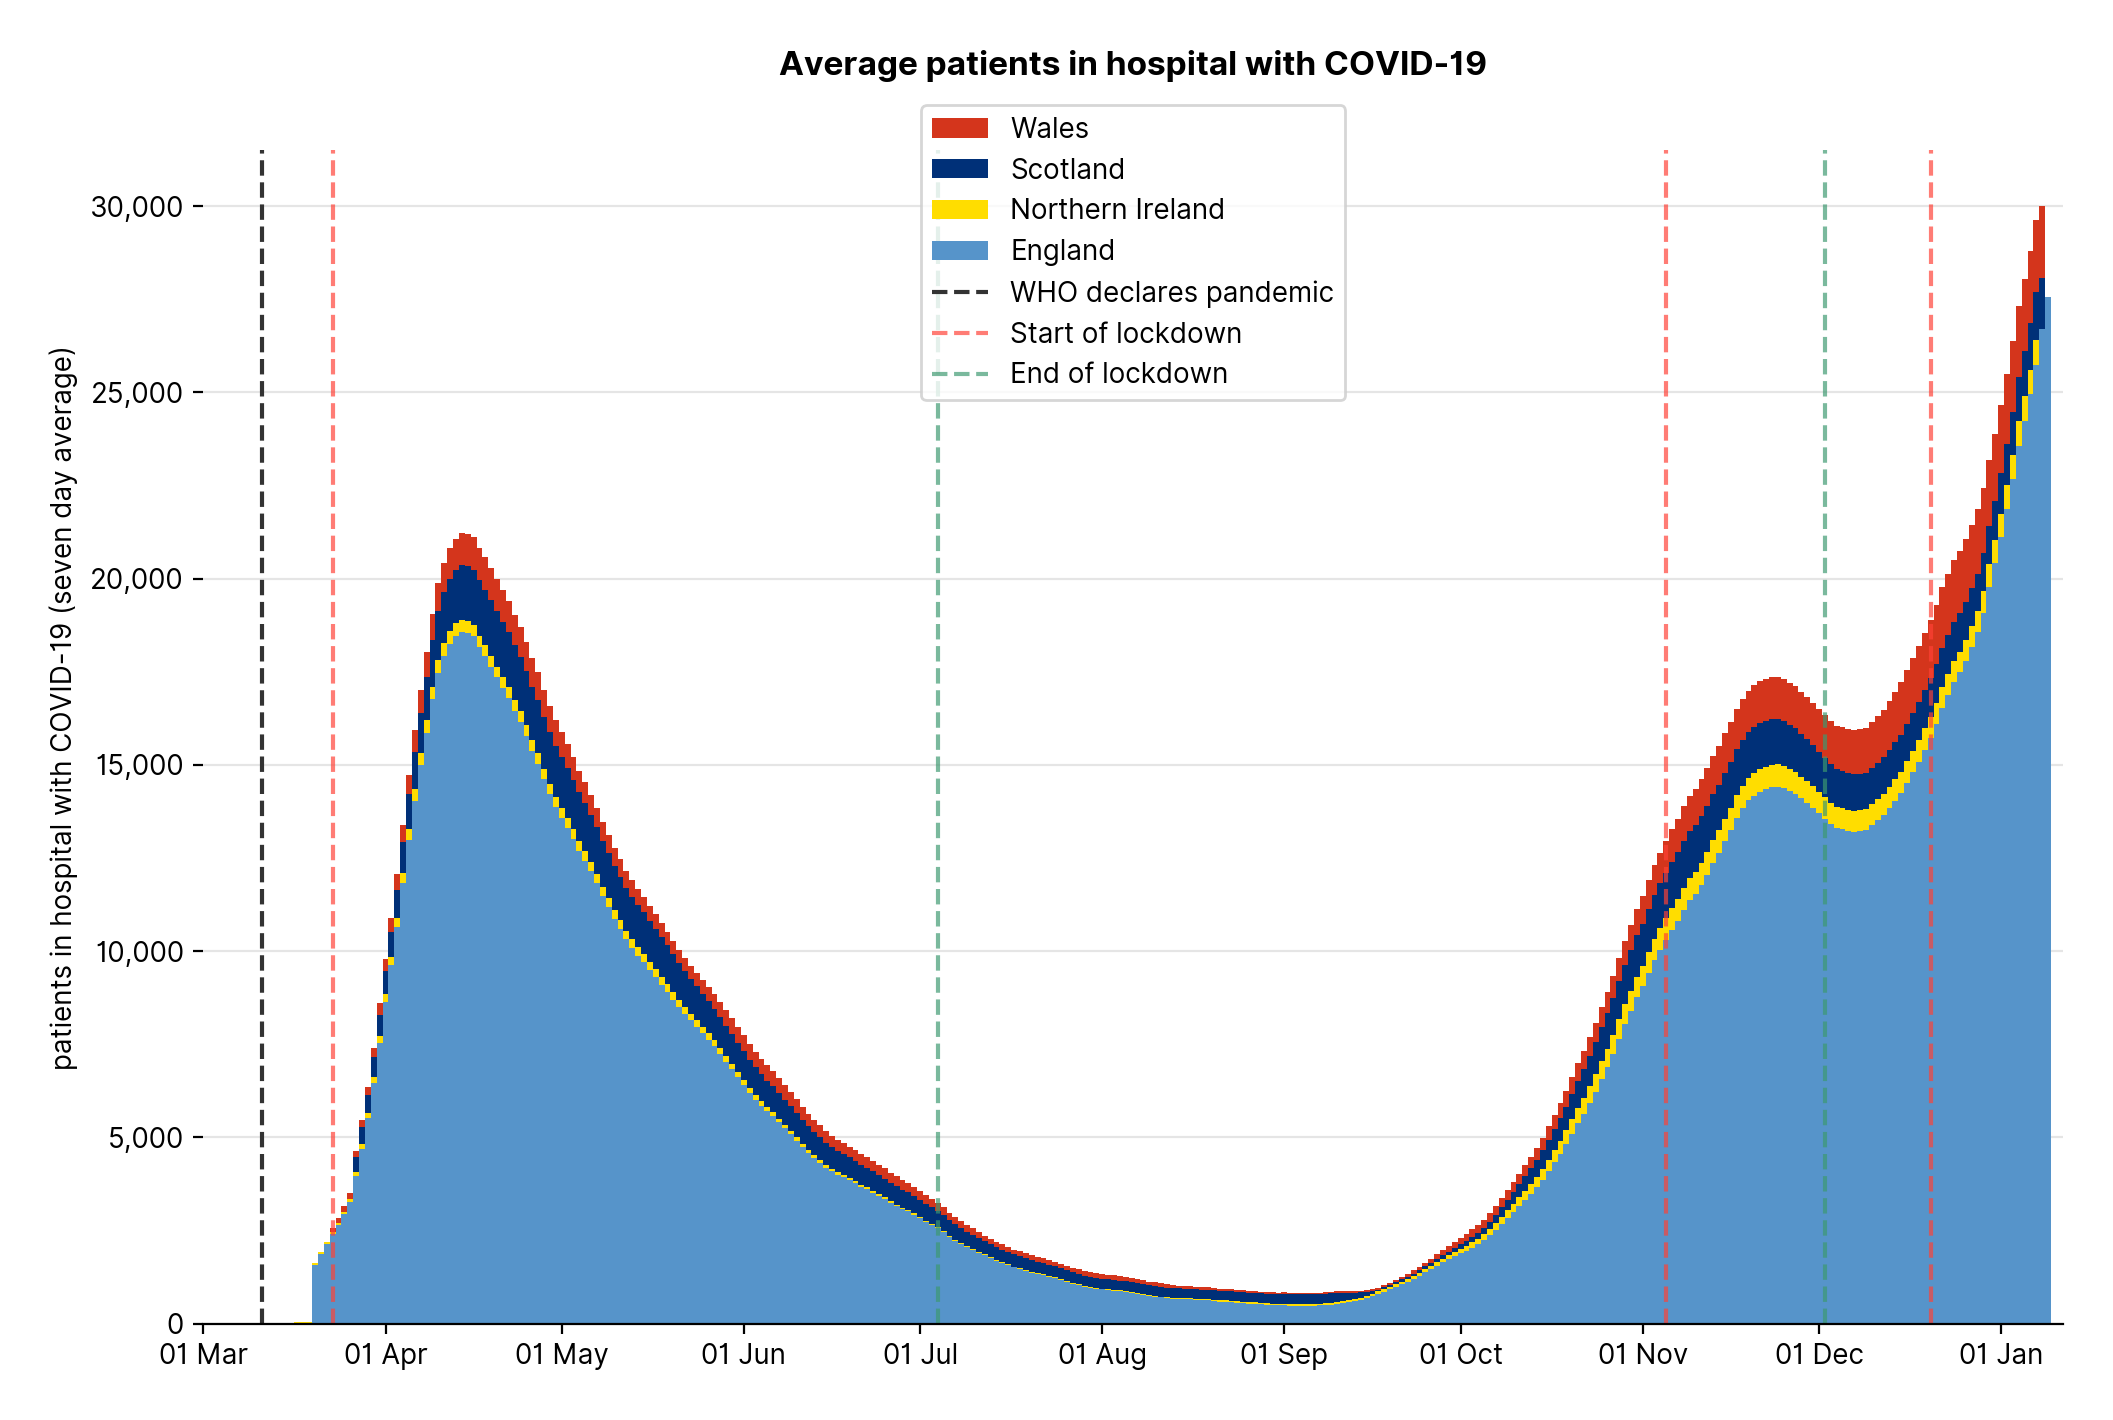 Average patients in hospital with COVID-19
Wales
Scotland
Northern Ireland
England
WHO declares pandemic
Start of lockdown
End of lockdown
patients in hospital with COVID-19 (seven day average)
30,000
25,000
20,000
15,000
10,000
5,000
0
01 Mar 01 Apr 01 May 01 Jun 01 Jul 01 Aug 01 Sep 01 Oct 01 Nov 01 Dec 01 Jan